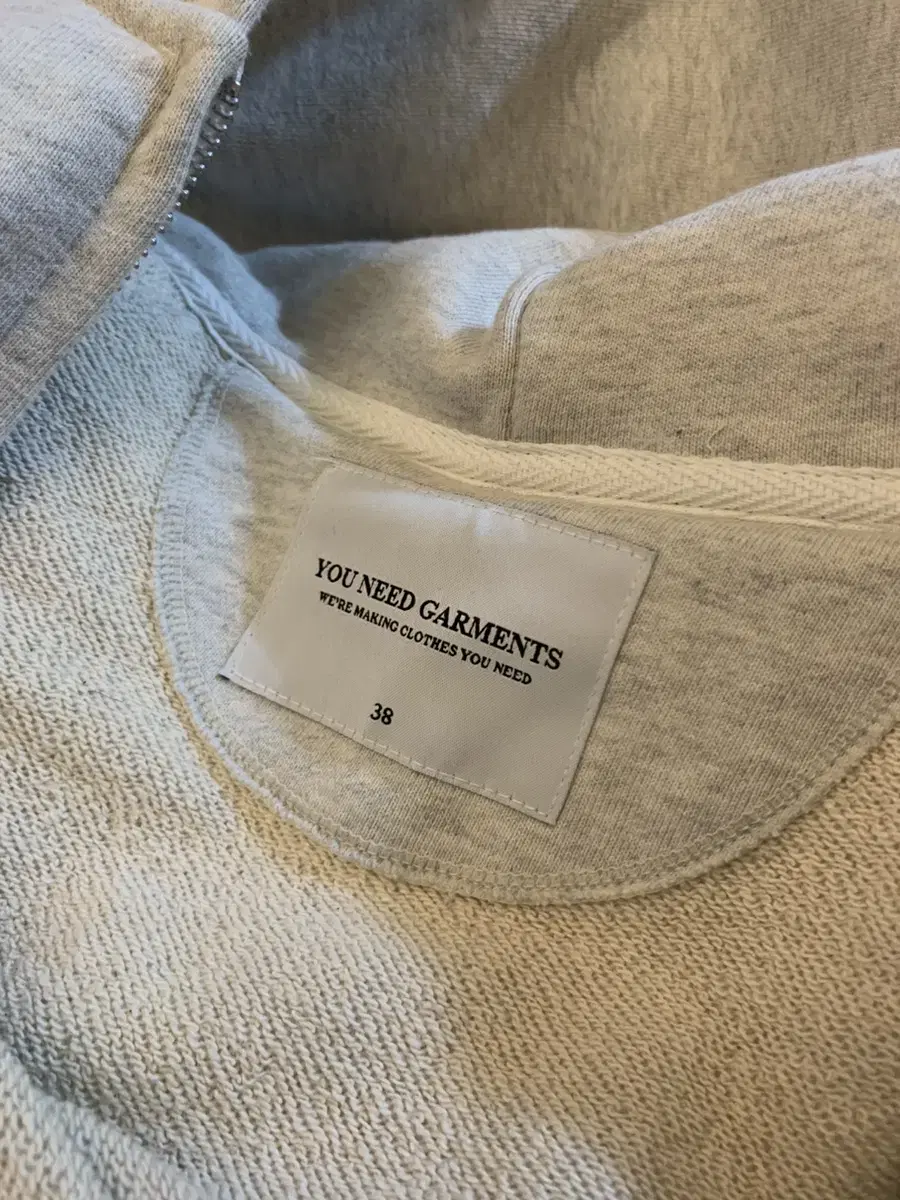 YOU NEED GARMENTS
WE'RE MAKING CLOTHES YOU NEED
38